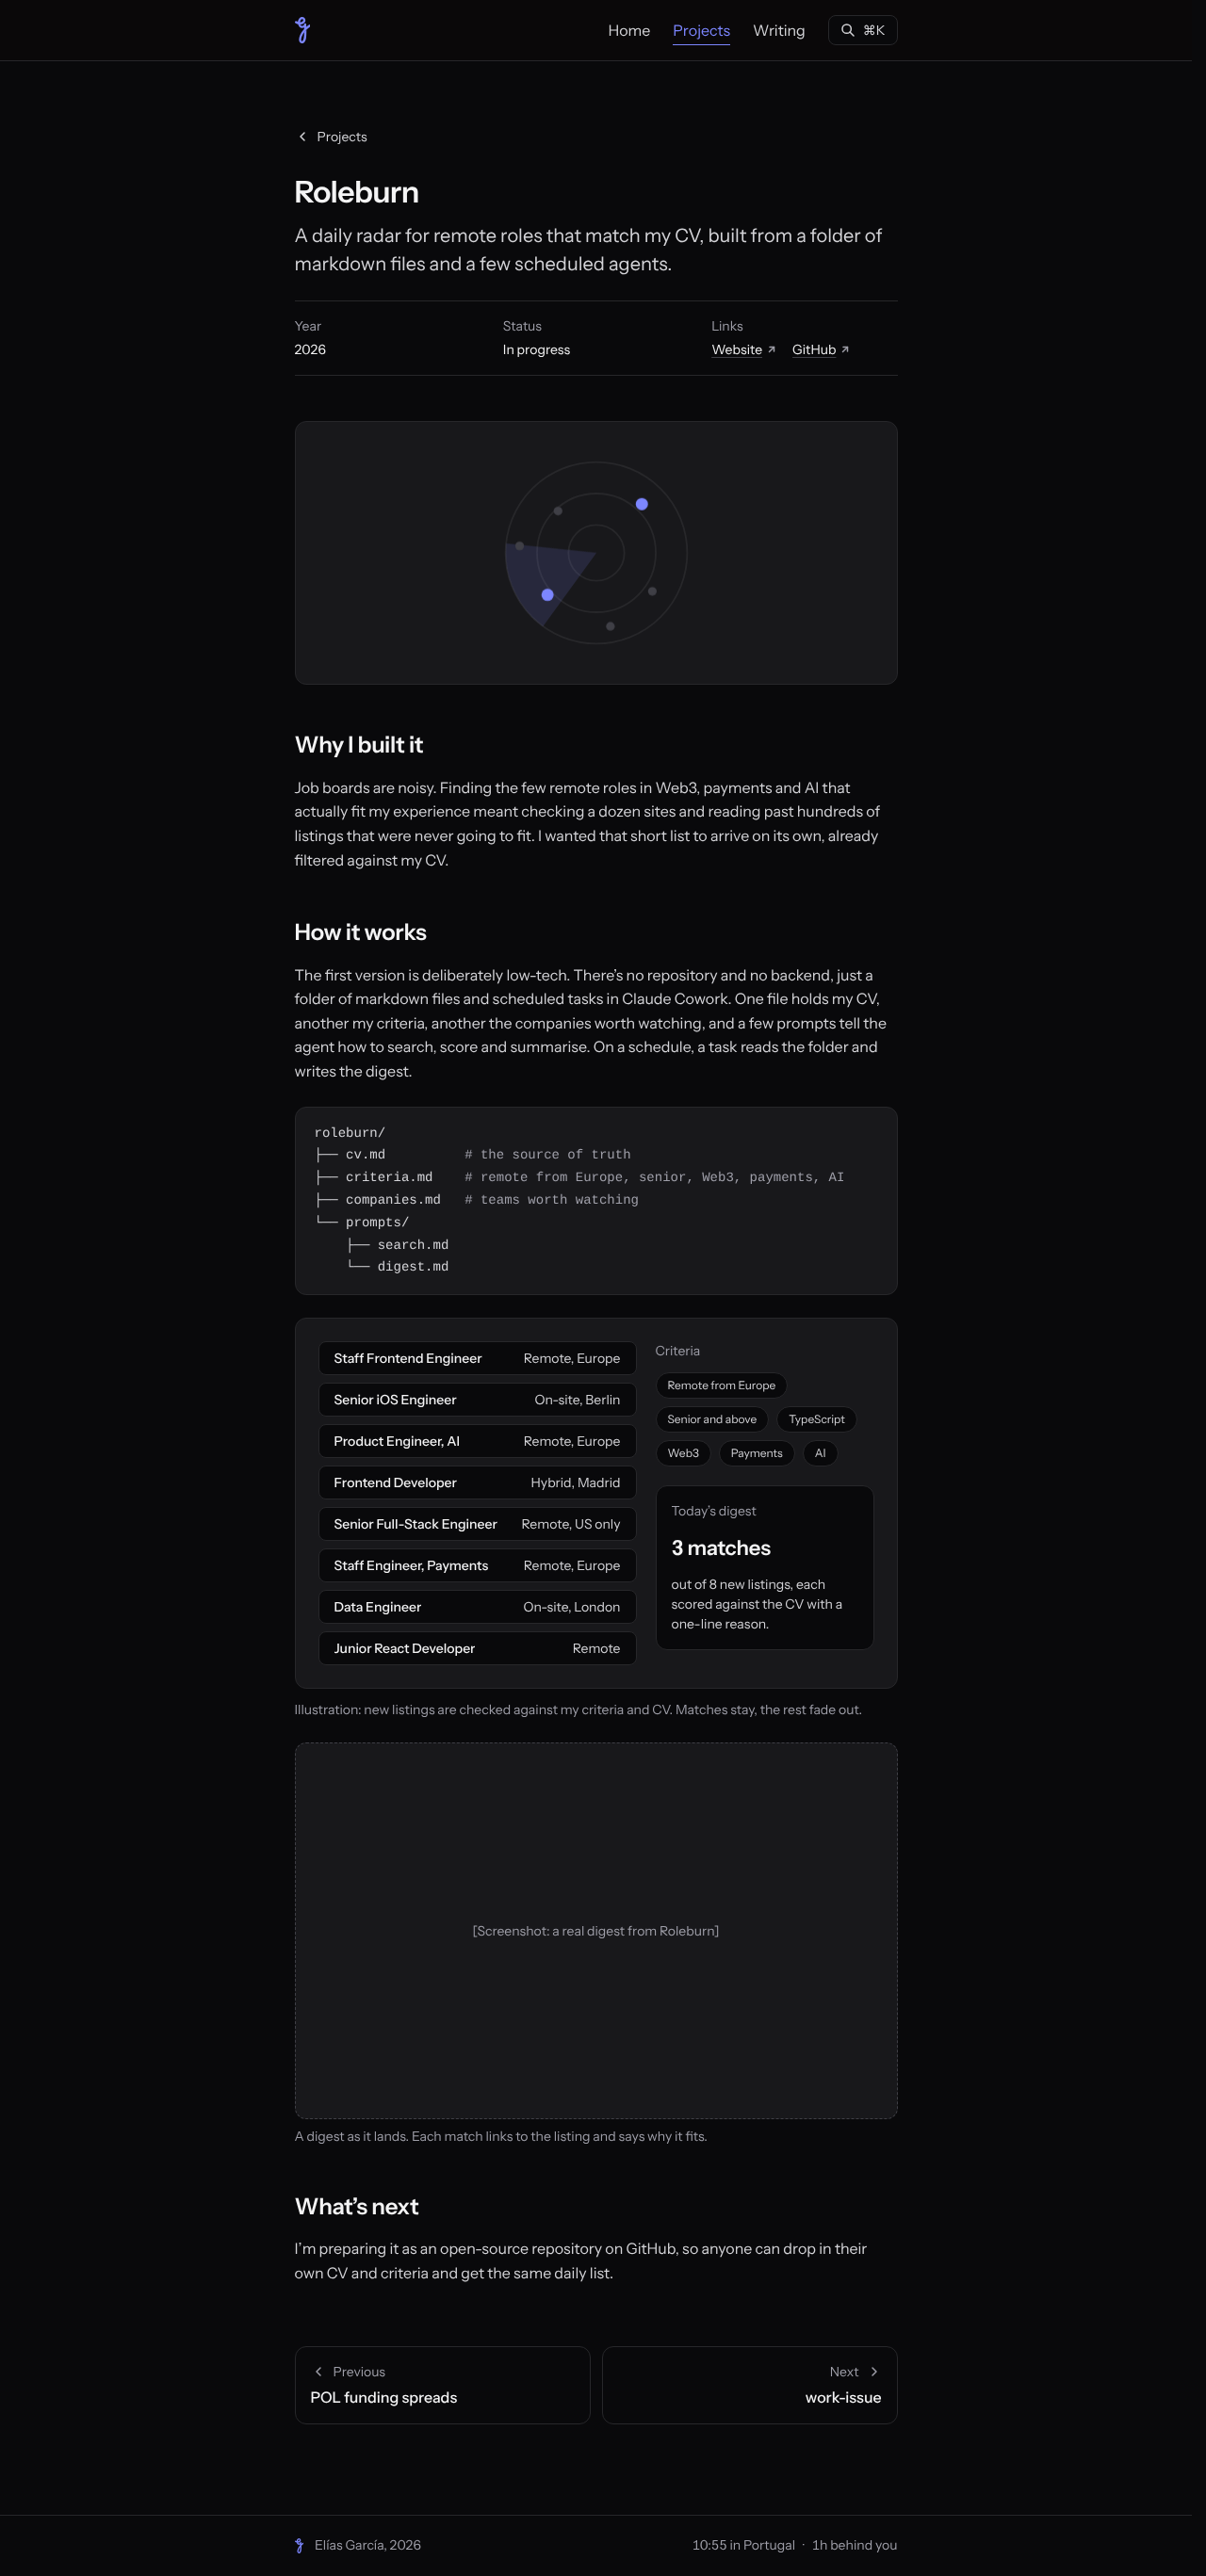 Home Projects Writing ⌘K
Projects
Roleburn
A daily radar for remote roles that match my CV, built from a folder of
markdown files and a few scheduled agents.
Year Status Links
2026 In progress Website ↗ GitHub ↗
Why I built it
Job boards are noisy. Finding the few remote roles in Web3, payments and AI that
actually fit my experience meant checking a dozen sites and reading past hundreds of
listings that were never going to fit. I wanted that short list to arrive on its own, already
filtered against my CV.
How it works
The first version is deliberately low-tech. There’s no repository and no backend, just a
folder of markdown files and scheduled tasks in Claude Cowork. One file holds my CV,
another my criteria, another the companies worth watching, and a few prompts tell the
agent how to search, score and summarise. On a schedule, a task reads the folder and
writes the digest.
roleburn/
├── cv.md          # the source of truth
├── criteria.md    # remote from Europe, senior, Web3, payments, AI
├── companies.md   # teams worth watching
└── prompts/
    ├── search.md
    └── digest.md
Staff Frontend Engineer Remote, Europe
Senior iOS Engineer On-site, Berlin
Product Engineer, AI Remote, Europe
Frontend Developer Hybrid, Madrid
Senior Full-Stack Engineer Remote, US only
Staff Engineer, Payments Remote, Europe
Data Engineer On-site, London
Junior React Developer Remote
Criteria
Remote from Europe
Senior and above TypeScript
Web3 Payments AI
Today’s digest
3 matches
out of 8 new listings, each
scored against the CV with a
one-line reason.
Illustration: new listings are checked against my criteria and CV. Matches stay, the rest fade out.
[Screenshot: a real digest from Roleburn]
A digest as it lands. Each match links to the listing and says why it fits.
What’s next
I’m preparing it as an open-source repository on GitHub, so anyone can drop in their
own CV and criteria and get the same daily list.
Previous
POL funding spreads
Next
work-issue
Elías García, 2026 10:55 in Portugal · 1h behind you